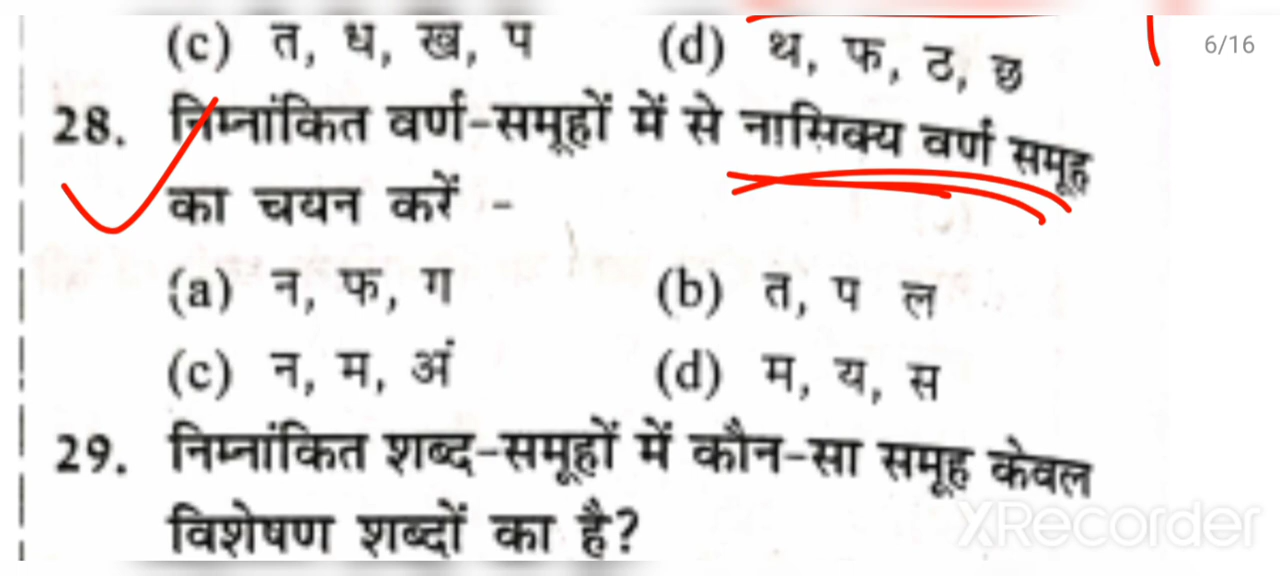 (c) त, ध, ख, प (d) थ, फ, ठ, छ
6/16
28. निम्नांकित वर्ण-समूहों में से नासिक्य वर्ण समूह
का चयन करें -
(a) न, फ, ग (b) त, प ल
(c) न, म, अं (d) म, य, स
29. निम्नांकित शब्द-समूहों में कौन-सा समूह केवल
विशेषण शब्दों का है?
XRecorder